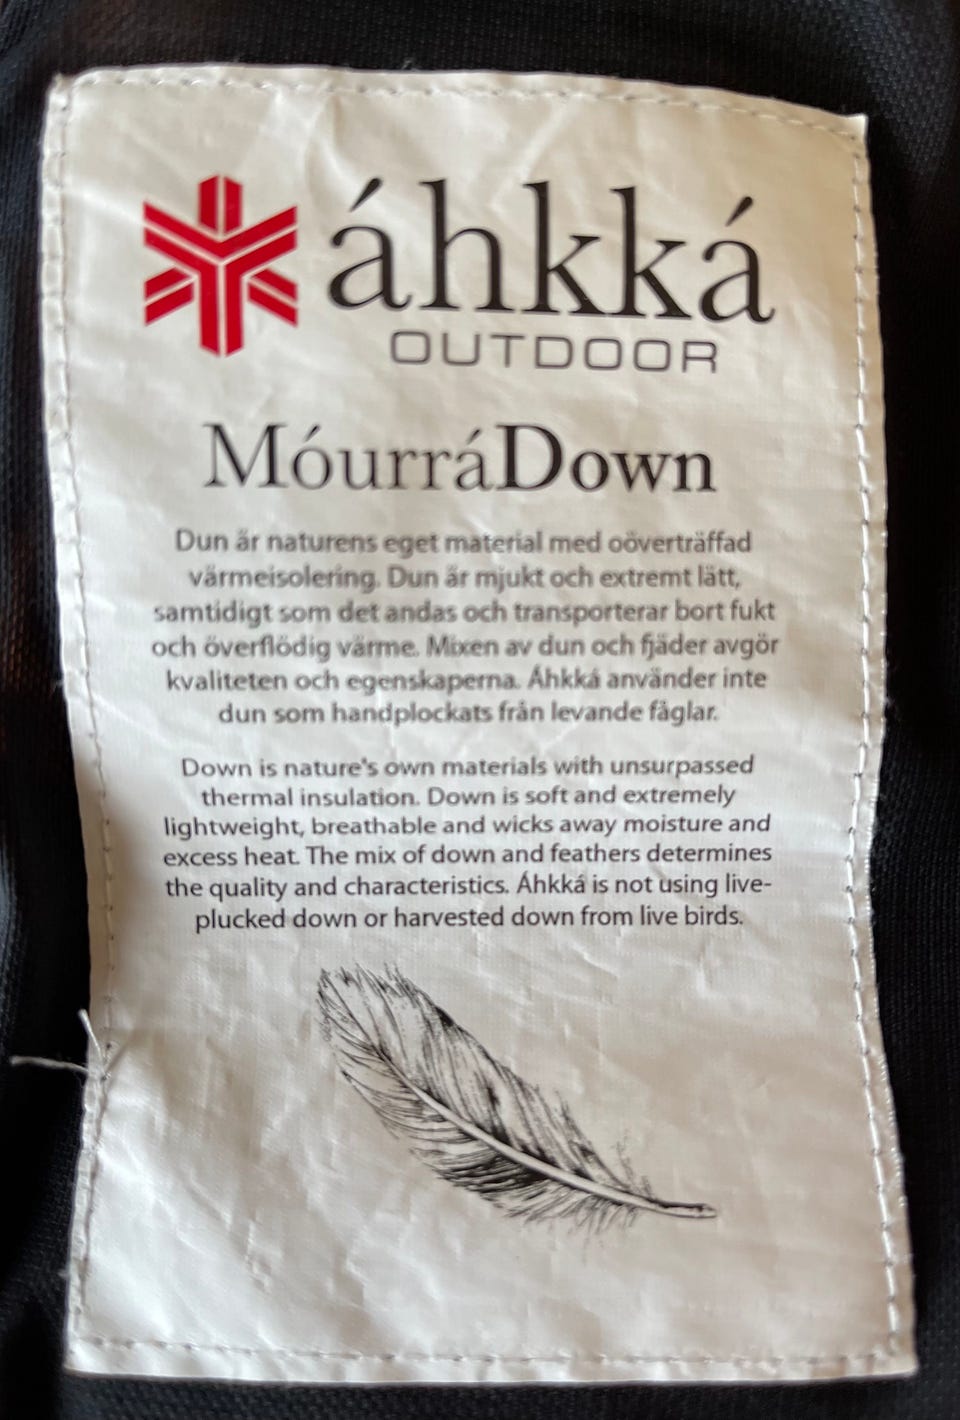 áhkká
OUTDOOR
MóurráDown
Dun är naturens eget material med oöverträffad
värmeisolering. Dun är mjukt och extremt lätt,
samtidigt som det andas och transporterar bort fukt
och överflödig värme. Mixen av dun och fjäder avgör
kvaliteten och egenskaperna. Áhkká använder inte
dun som handplockats från levande fåglar.
Down is nature's own materials with unsurpassed
thermal insulation. Down is soft and extremely
lightweight, breathable and wicks away moisture and
excess heat. The mix of down and feathers determines
the quality and characteristics. Áhkká is not using live-
plucked down or harvested down from live birds.